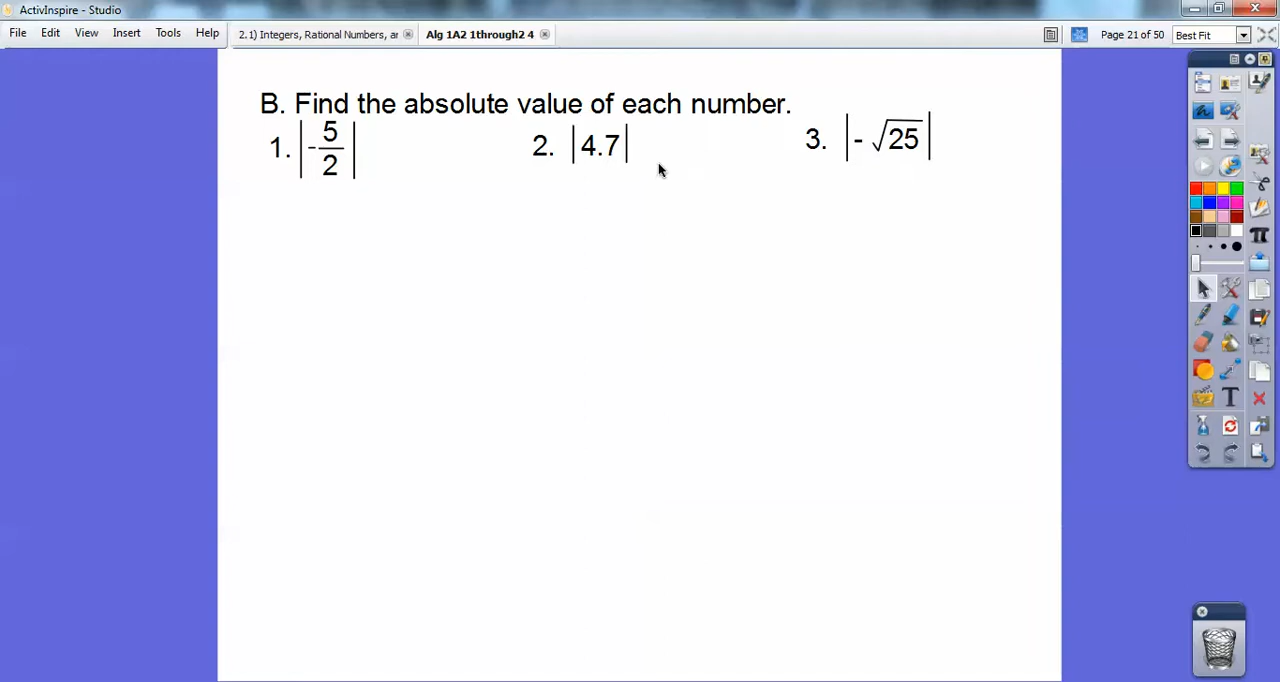 ActivInspire - Studio
File Edit View Insert Tools Help
2.1) Integers, Rational Numbers, ar
Alg 1A2 1through2 4
Page 21 of 50
Best Fit
B. Find the absolute value of each number.
1. |-5/2| 2. |4.7| 3. |- √25|